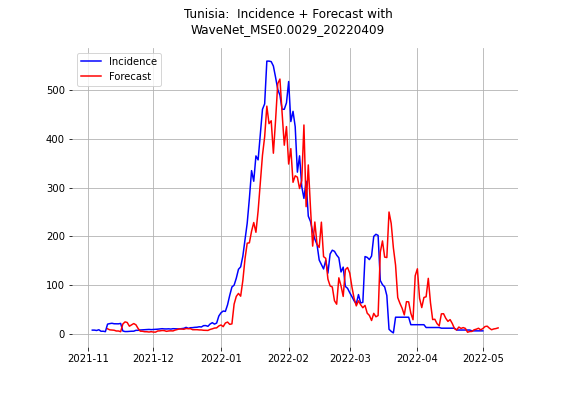 Tunisia:  Incidence + Forecast with
WaveNet_MSE0.0029_20220409
Incidence
Forecast
500
400
300
200
100
0
2021-11 2021-12 2022-01 2022-02 2022-03 2022-04 2022-05